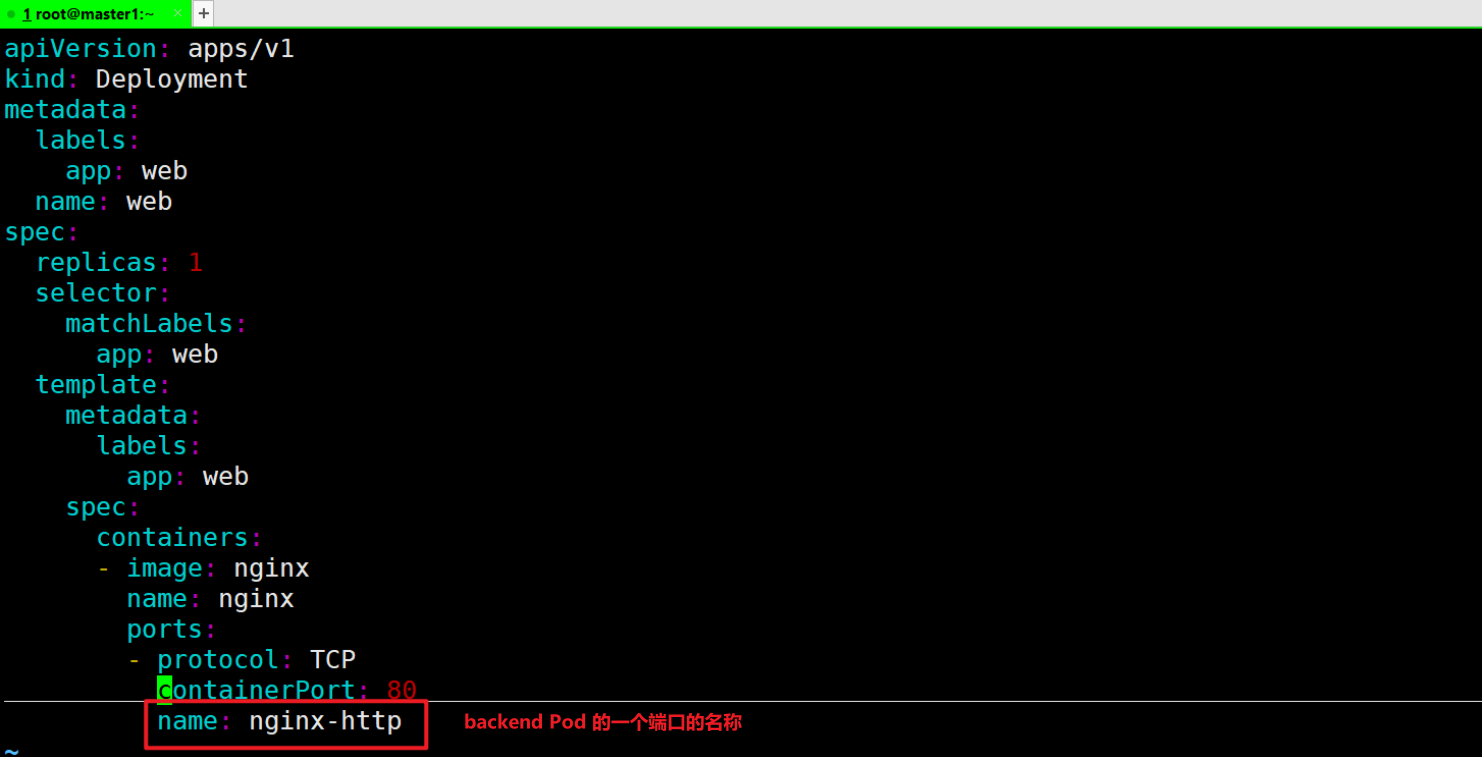 1 root@master1:~ × +
apiVersion: apps/v1
kind: Deployment
metadata:
  labels:
    app: web
  name: web
spec:
  replicas: 1
  selector:
    matchLabels:
      app: web
  template:
    metadata:
      labels:
        app: web
    spec:
      containers:
      - image: nginx
        name: nginx
        ports:
        - protocol: TCP
          containerPort: 80
          name: nginx-http backend Pod 的一个端口的名称
~